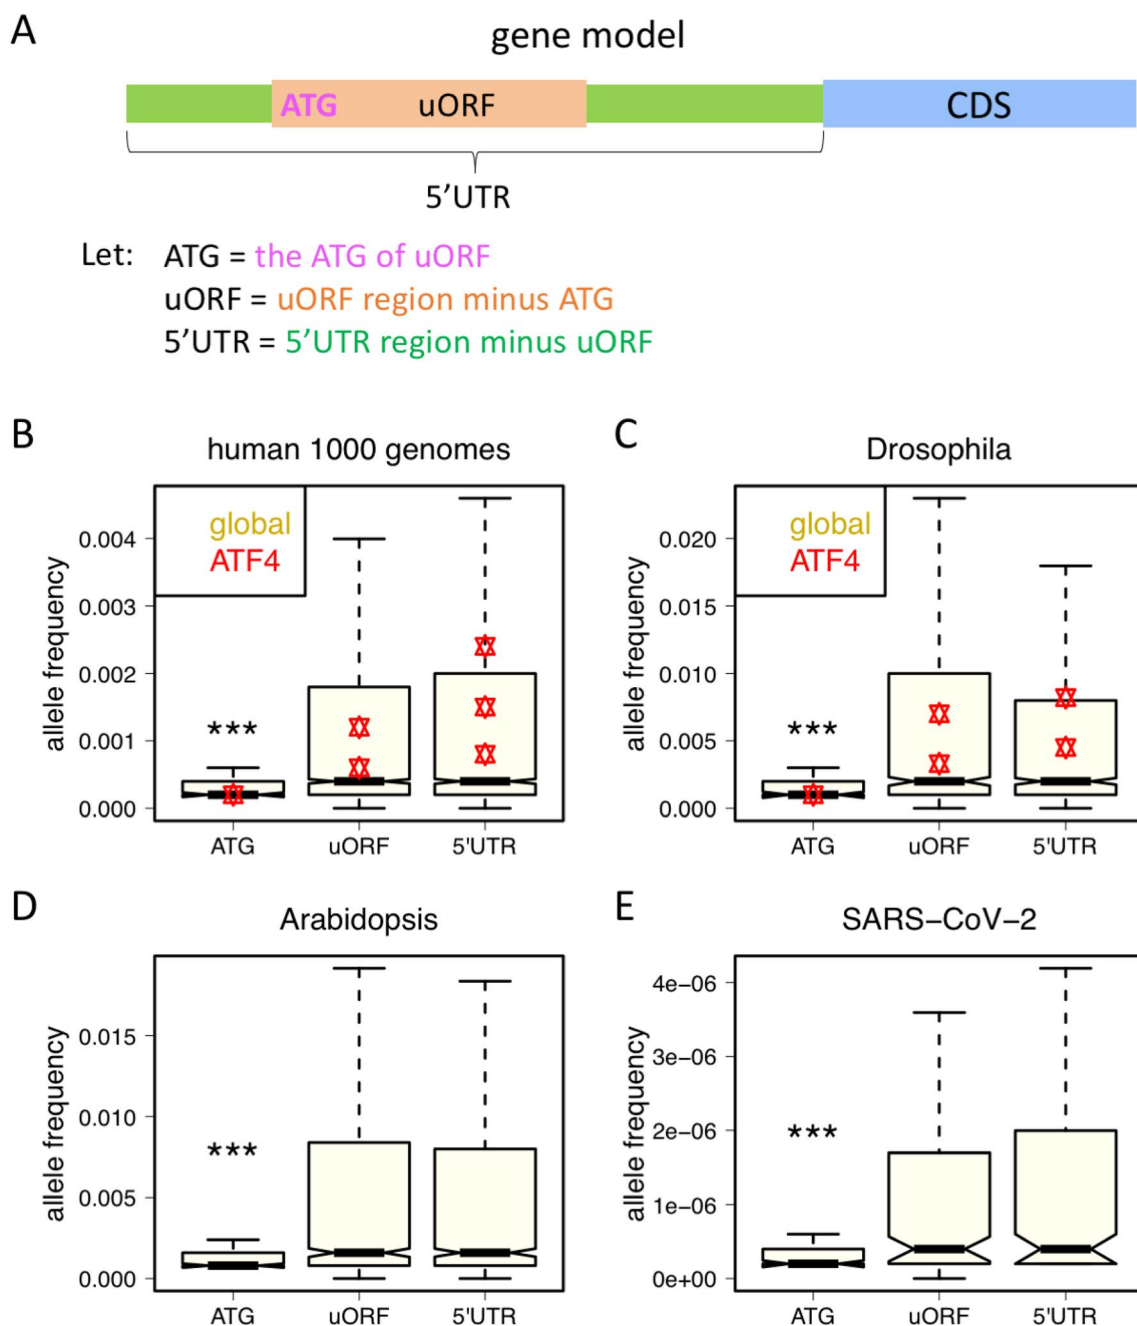 A
gene model
ATG
uORF
CDS
5'UTR
Let:
ATG = the ATG of uORF
uORF = uORF region minus ATG
5'UTR = 5'UTR region minus uORF
B
human 1000 genomes
global
ATF4
allele frequency
0.004
0.003
0.002
0.001
0.000
***
ATG
uORF
5'UTR
C
Drosophila
global
ATF4
allele frequency
0.020
0.015
0.010
0.005
0.000
***
ATG
uORF
5'UTR
D
Arabidopsis
allele frequency
0.015
0.010
0.005
0.000
***
ATG
uORF
5'UTR
E
SARS−CoV−2
allele frequency
4e−06
3e−06
2e−06
1e−06
0e+00
***
ATG
uORF
5'UTR